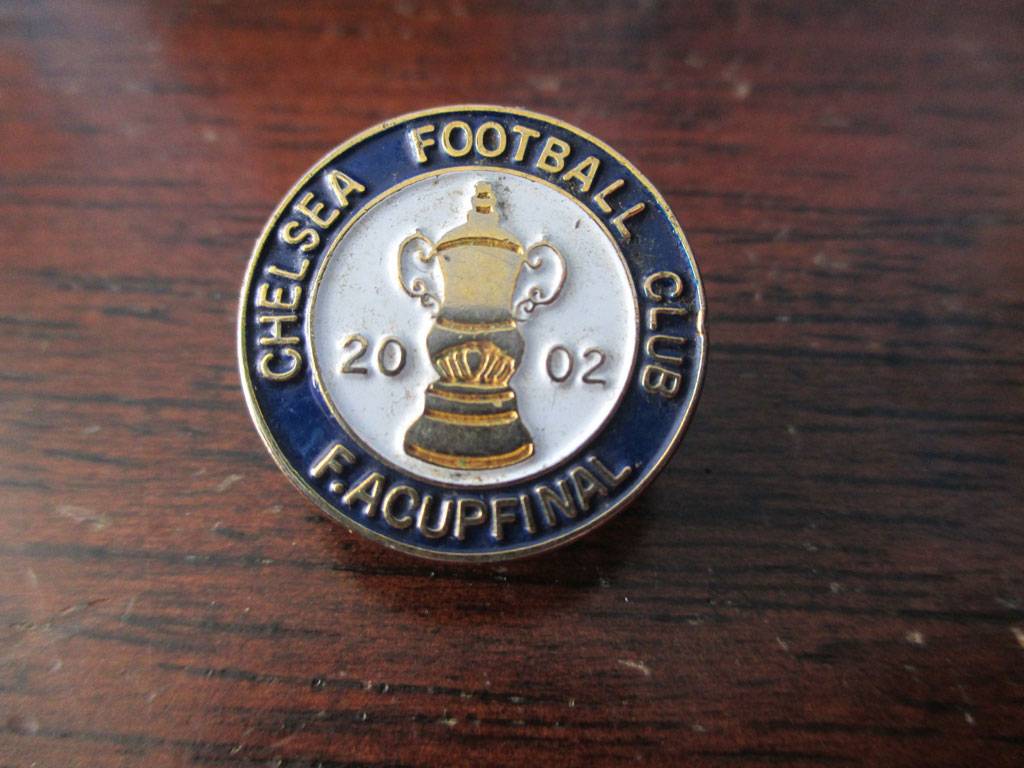 CHELSEA FOOTBALL CLUB
20 02
F.ACUPFINAL